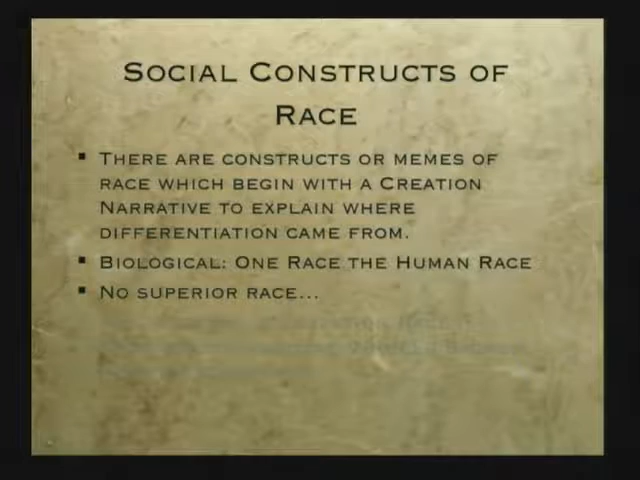 Social Constructs of
Race
▪ There are constructs or memes of
race which begin with a Creation
Narrative to explain where
differentiation came from.
▪ Biological: One Race the Human Race
▪ No superior race...